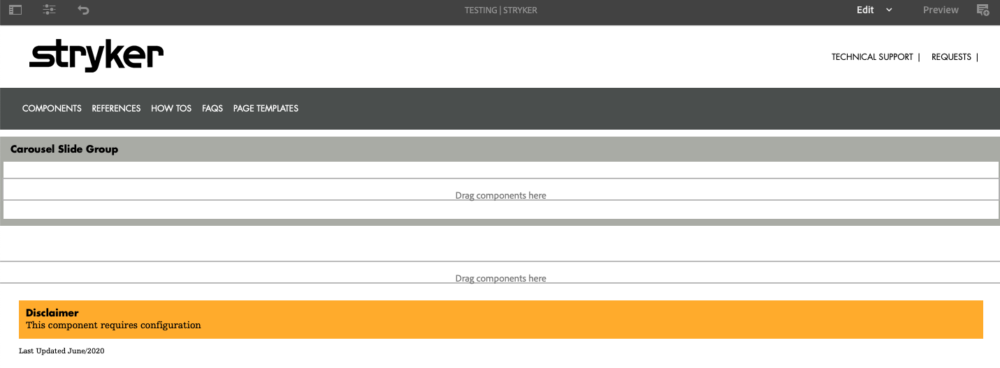 TESTING | STRYKER
Edit
Preview
stryker
TECHNICAL SUPPORT | REQUESTS |
COMPONENTS REFERENCES HOW TOS FAQS PAGE TEMPLATES
Carousel Slide Group
Drag components here
Drag components here
Disclaimer
This component requires configuration
Last Updated June/2020